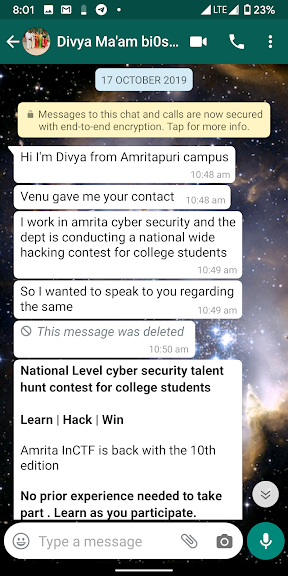 8:01
LTE 23%
Divya Ma'am bi0s...
17 OCTOBER 2019
Messages to this chat and calls are now secured
with end-to-end encryption. Tap for more info.
Hi I'm Divya from Amritapuri campus
10:48 am
Venu gave me your contact 10:48 am
I work in amrita cyber security and the
dept is conducting a national wide
hacking contest for college students
10:49 am
So I wanted to speak to you regarding
the same 10:49 am
This message was deleted
10:50 am
National Level cyber security talent
hunt contest for college students
Learn | Hack | Win
Amrita InCTF is back with the 10th
edition
No prior experience needed to take
part . Learn as you participate.
Type a message